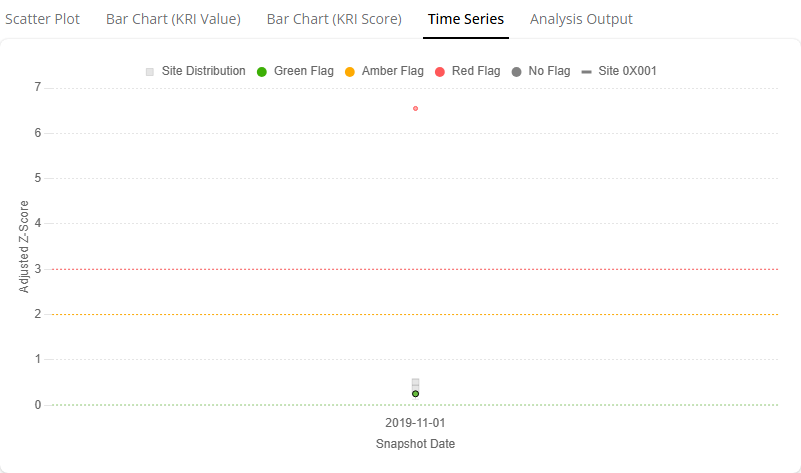 Scatter Plot Bar Chart (KRI Value) Bar Chart (KRI Score) Time Series Analysis Output
Site Distribution Green Flag Amber Flag Red Flag No Flag Site 0X001
7
6
5
4
3
2
1
0
Adjusted Z-Score
2019-11-01
Snapshot Date